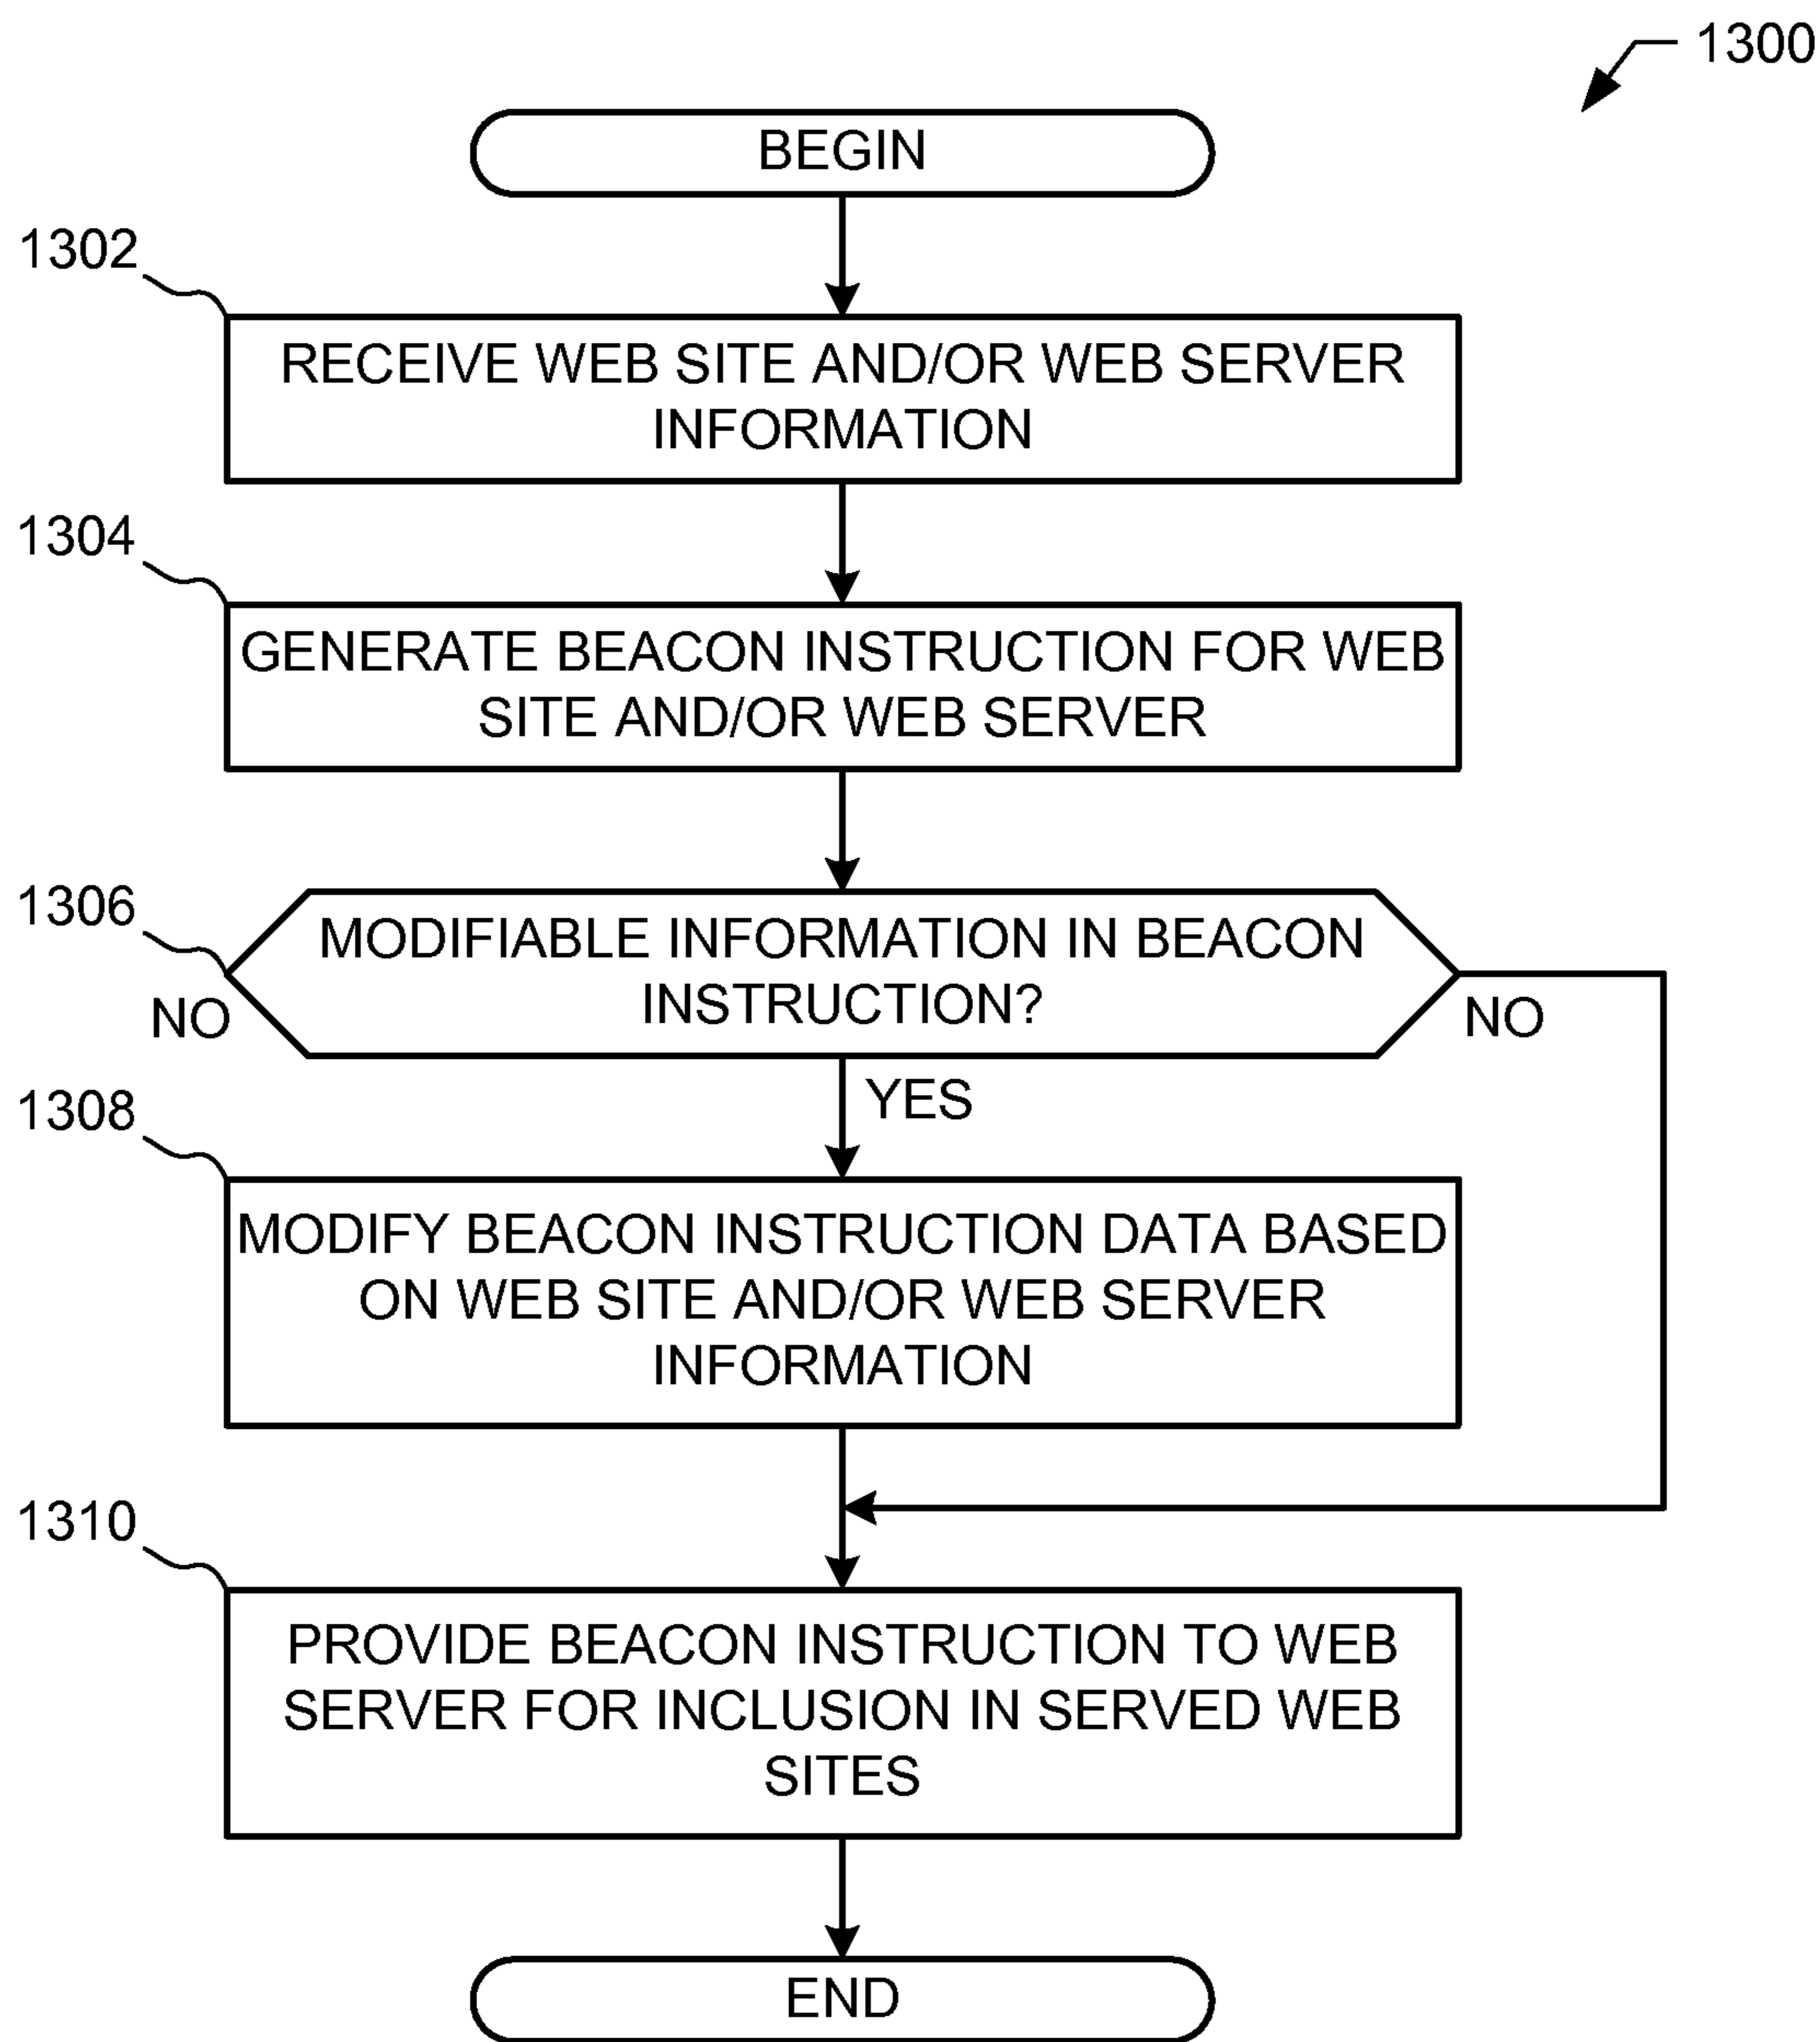 1300
BEGIN
1302
RECEIVE WEB SITE AND/OR WEB SERVER
INFORMATION
1304
GENERATE BEACON INSTRUCTION FOR WEB
SITE AND/OR WEB SERVER
1306
MODIFIABLE INFORMATION IN BEACON
INSTRUCTION?
NO
NO
YES
1308
MODIFY BEACON INSTRUCTION DATA BASED
ON WEB SITE AND/OR WEB SERVER
INFORMATION
1310
PROVIDE BEACON INSTRUCTION TO WEB
SERVER FOR INCLUSION IN SERVED WEB
SITES
END